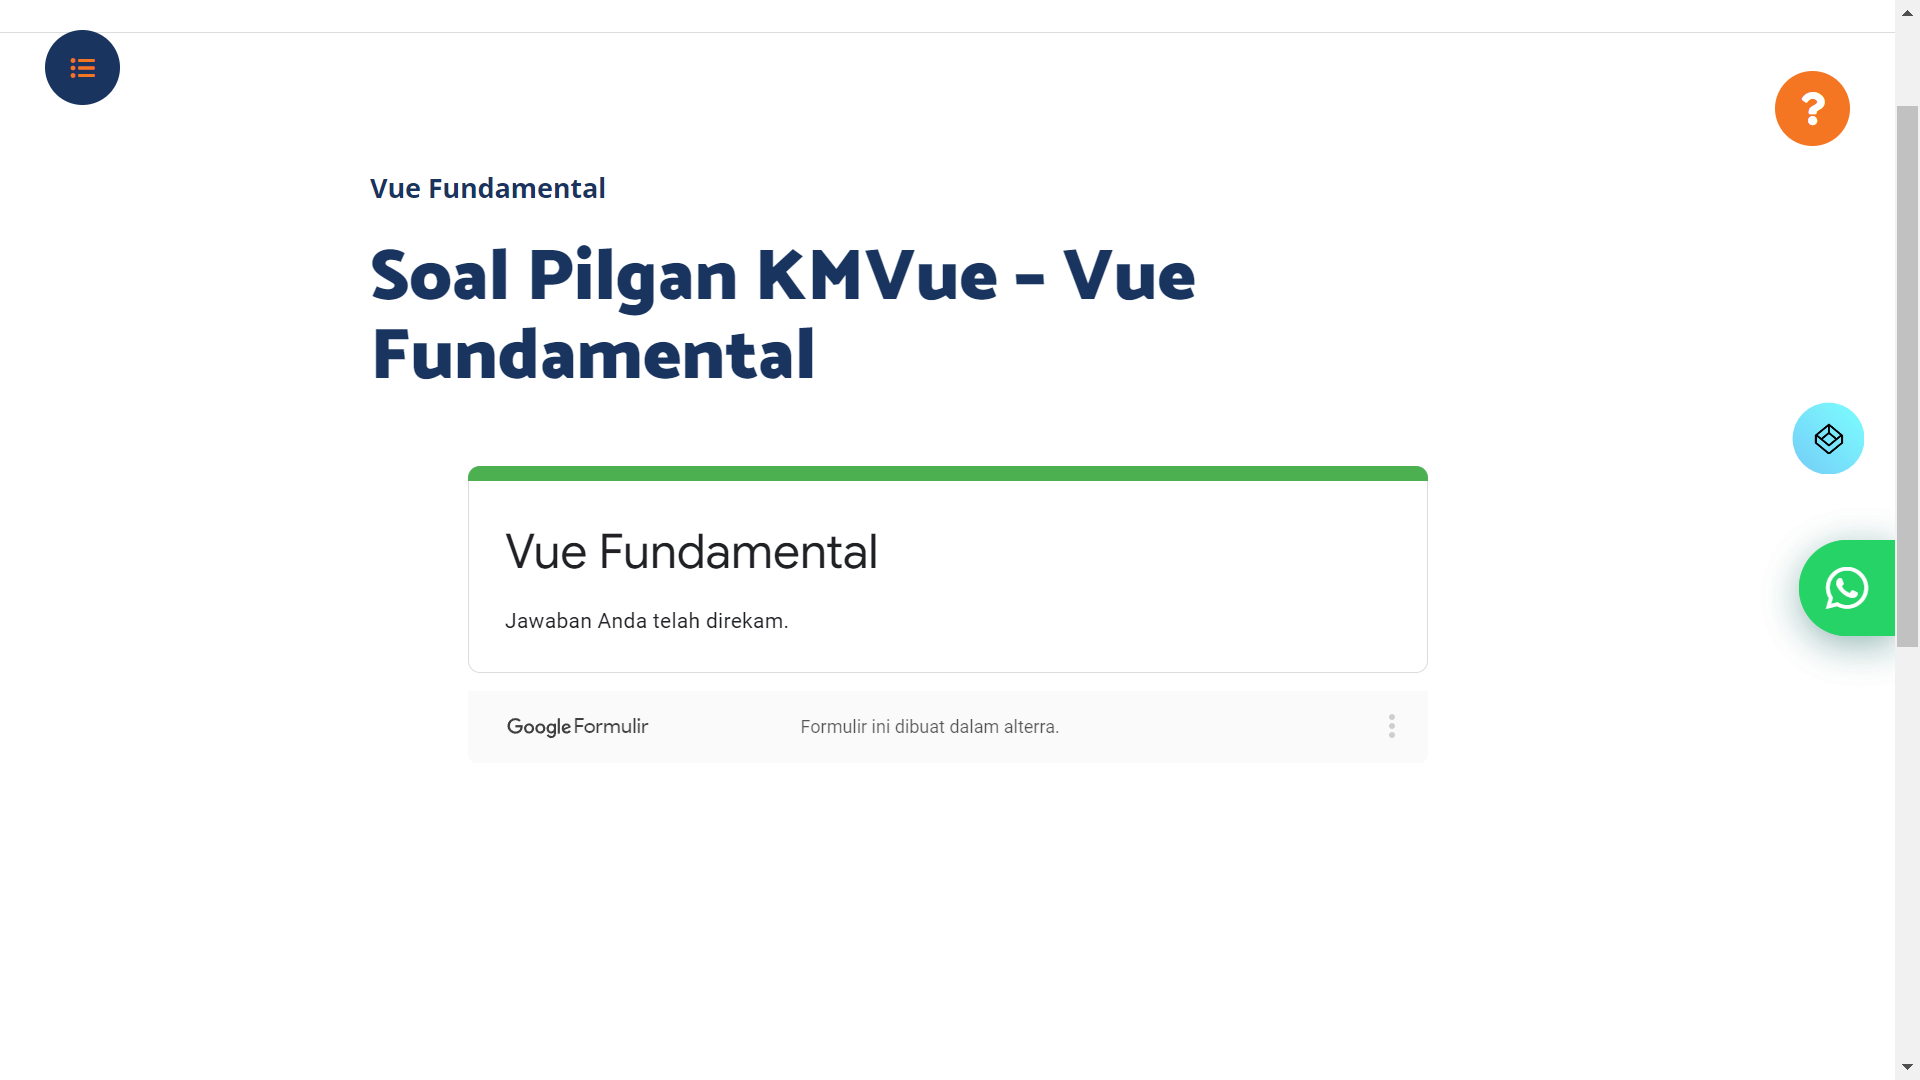 Vue Fundamental
Soal Pilgan KMVue – Vue
Fundamental
Vue Fundamental
Jawaban Anda telah direkam.
Google Formulir
Formulir ini dibuat dalam alterra.